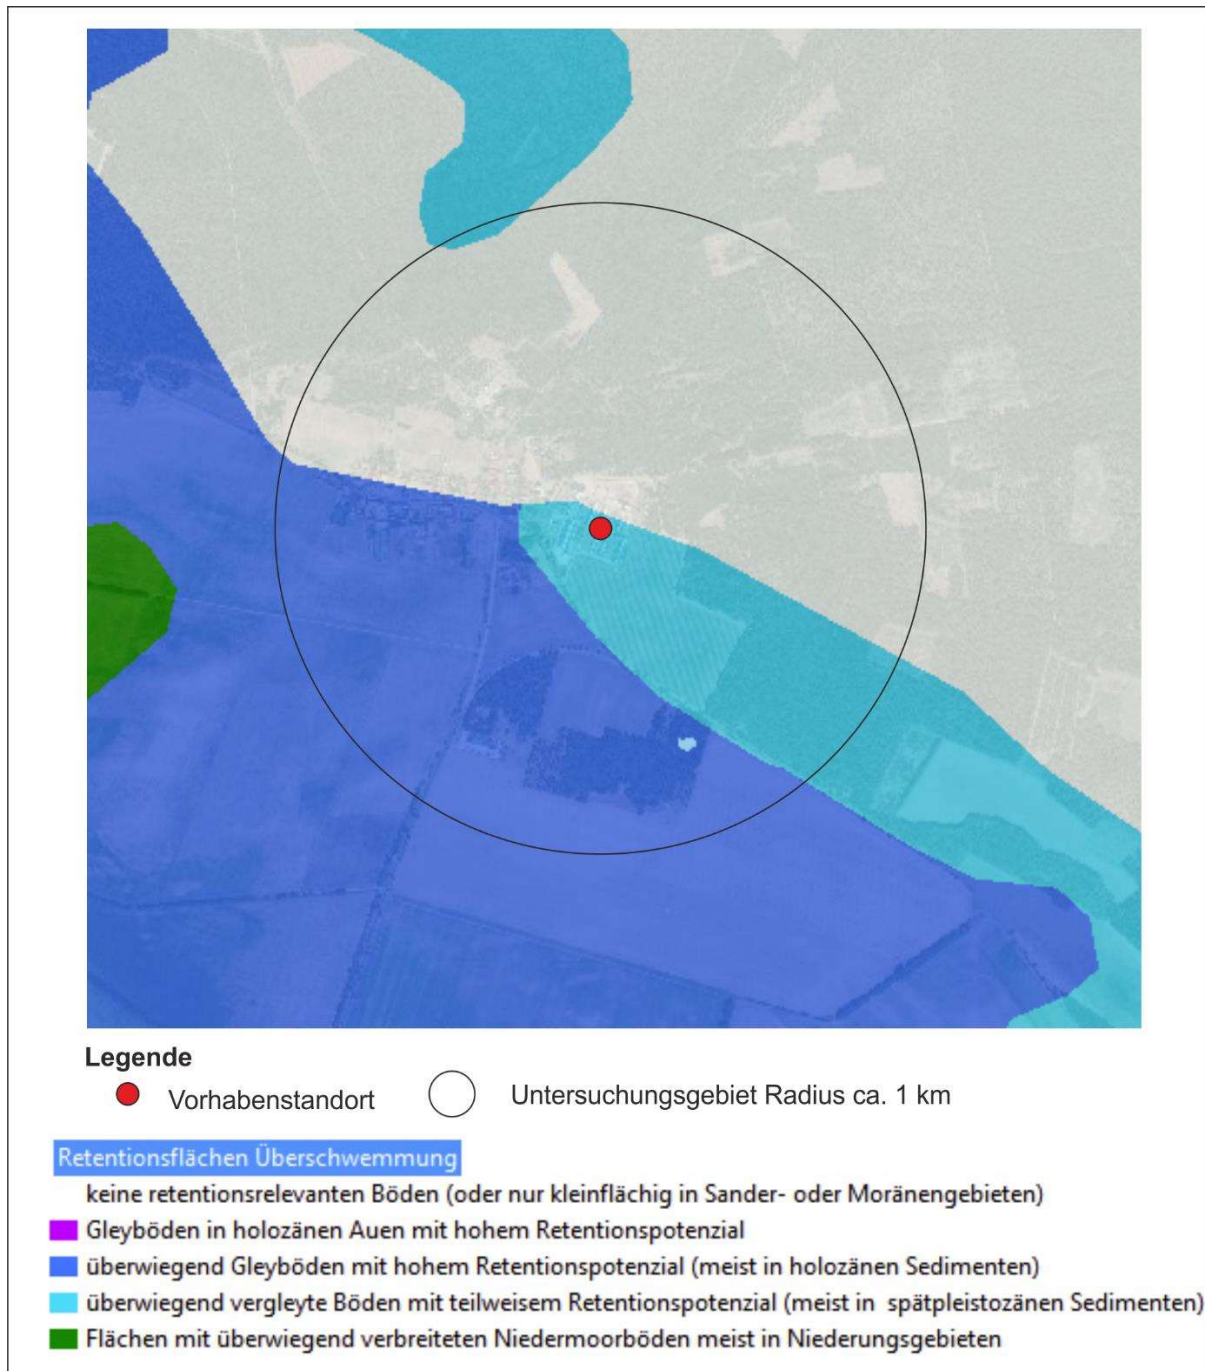 Legende
Vorhabenstandort
Untersuchungsgebiet Radius ca. 1 km
Retentionsflächen Überschwemmung
keine retentionsrelevanten Böden (oder nur kleinflächig in Sander- oder Moränengebieten)
Gleyböden in holozänen Auen mit hohem Retentionspotenzial
überwiegend Gleyböden mit hohem Retentionspotenzial (meist in holozänen Sedimenten)
überwiegend vergleyte Böden mit teilweisem Retentionspotenzial (meist in spätpleistozänen Sedimenten)
Flächen mit überwiegend verbreiteten Niedermoorböden meist in Niederungsgebieten